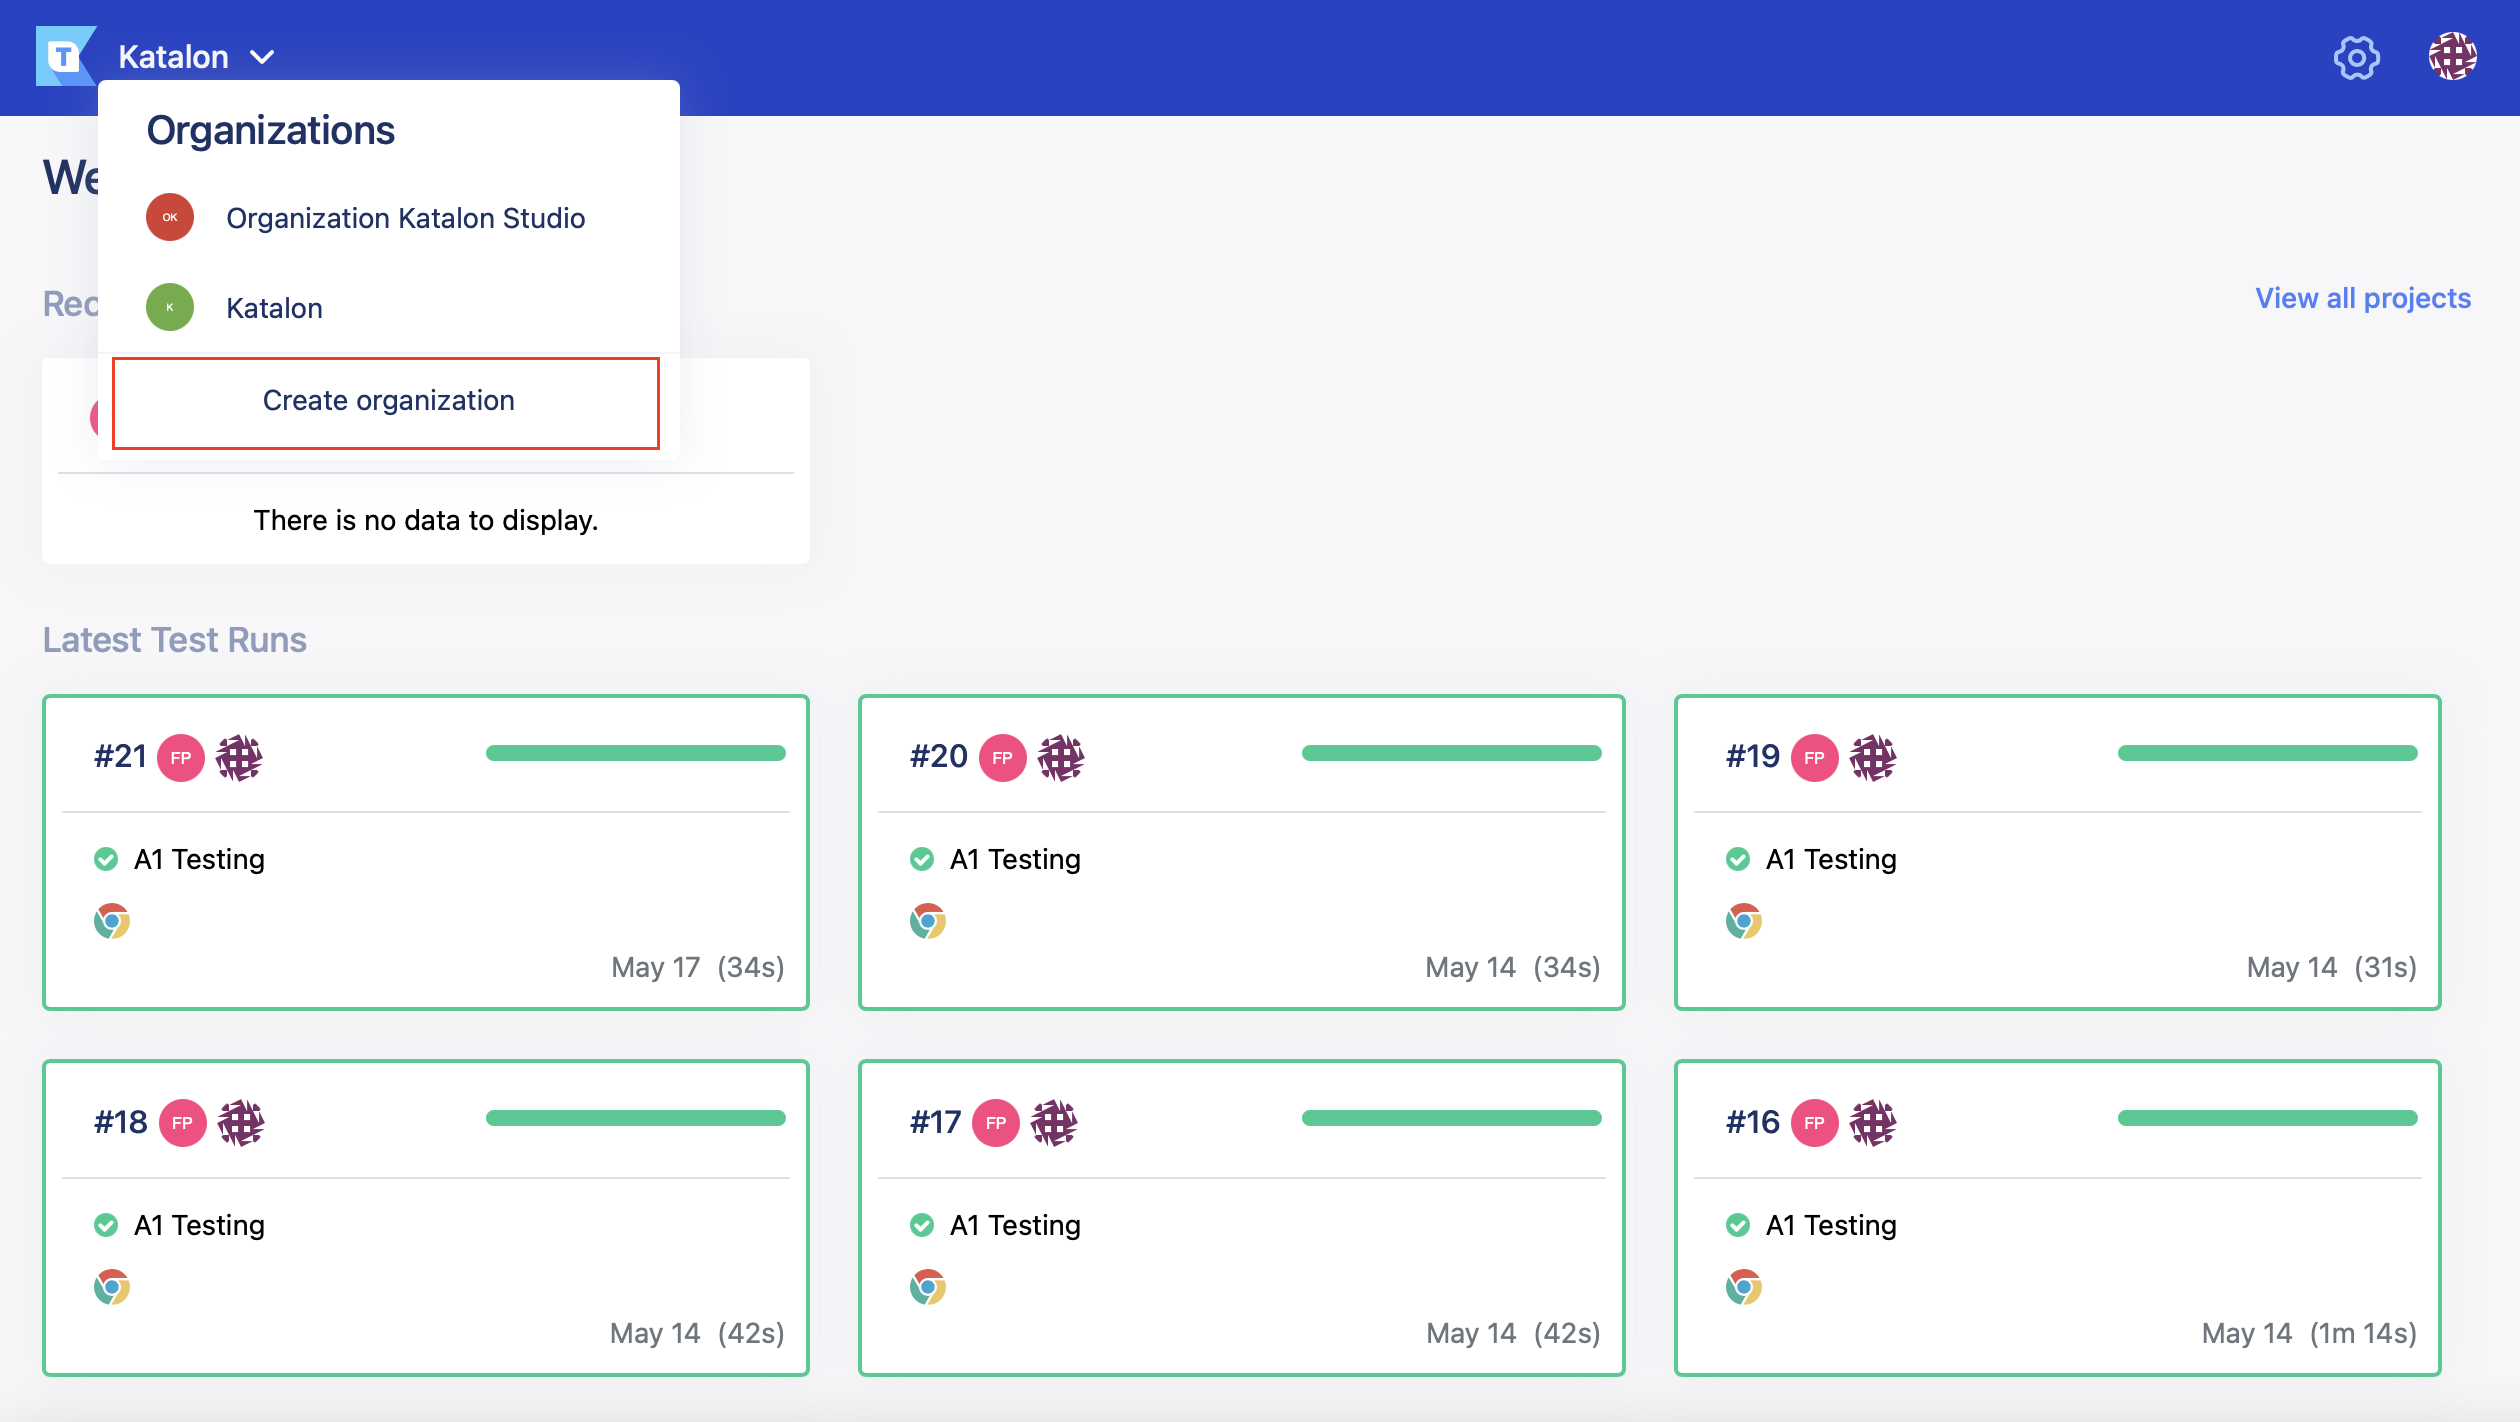 T Katalon
Organizations
OK Organization Katalon Studio
K Katalon
Create organization
View all projects
There is no data to display.
Latest Test Runs
#21 FP
A1 Testing
May 17 (34s)
#20 FP
A1 Testing
May 14 (34s)
#19 FP
A1 Testing
May 14 (31s)
#18 FP
A1 Testing
May 14 (42s)
#17 FP
A1 Testing
May 14 (42s)
#16 FP
A1 Testing
May 14 (1m 14s)